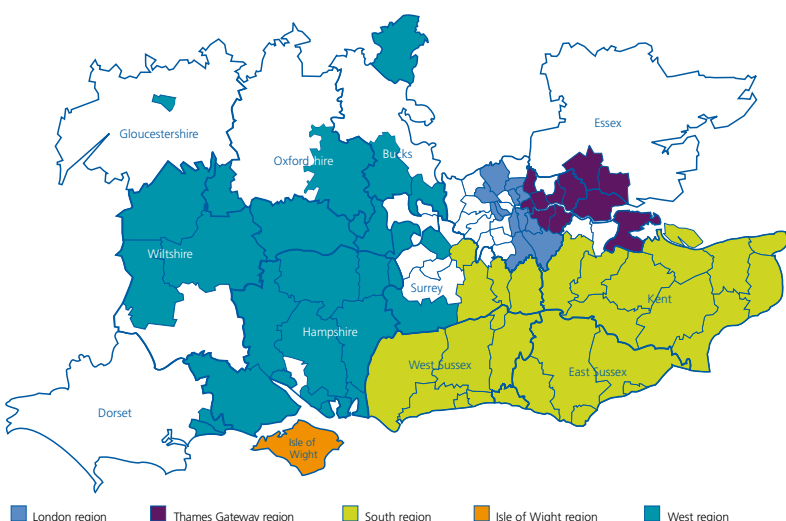 Essex
Gloucestershire
Oxfordshire
Bucks
Wiltshire
Surrey
Kent
Hampshire
West Sussex
East Sussex
Dorset
Isle of
Wight
London region
Thames Gateway region
South region
Isle of Wight region
West region